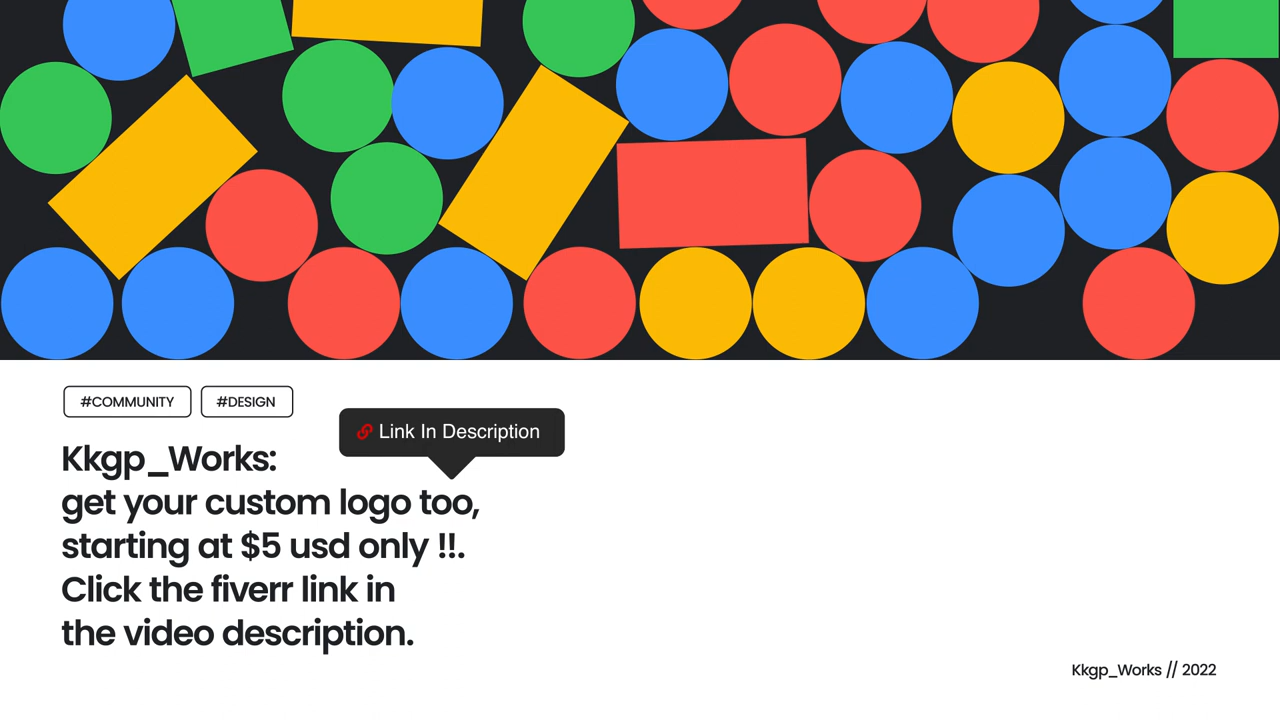 #COMMUNITY #DESIGN
Link In Description
Kkgp_Works:
get your custom logo too,
starting at $5 usd only !!.
Click the fiverr link in
the video description.
Kkgp_Works // 2022